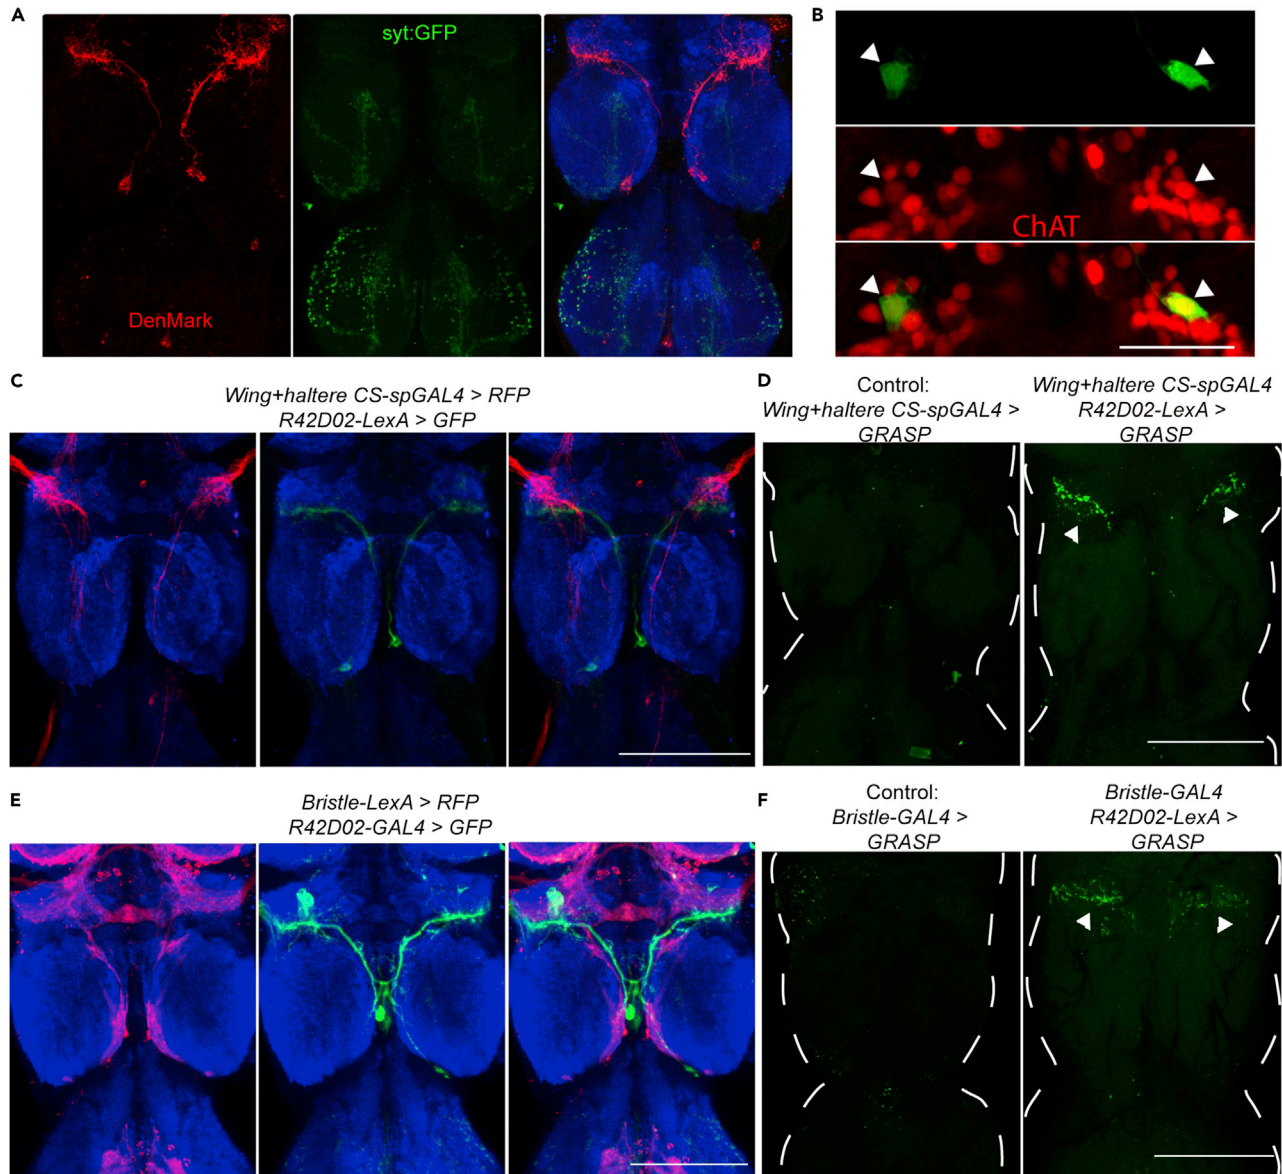 A
syt:GFP
DenMark
B
ChAT
C
Wing+haltere CS-spGAL4 > RFP
R42D02-LexA > GFP
D
Control:
Wing+haltere CS-spGAL4 >
GRASP
Wing+haltere CS-spGAL4
R42D02-LexA >
GRASP
E
Bristle-LexA > RFP
R42D02-GAL4 > GFP
F
Control:
Bristle-GAL4 >
GRASP
Bristle-GAL4
R42D02-LexA >
GRASP